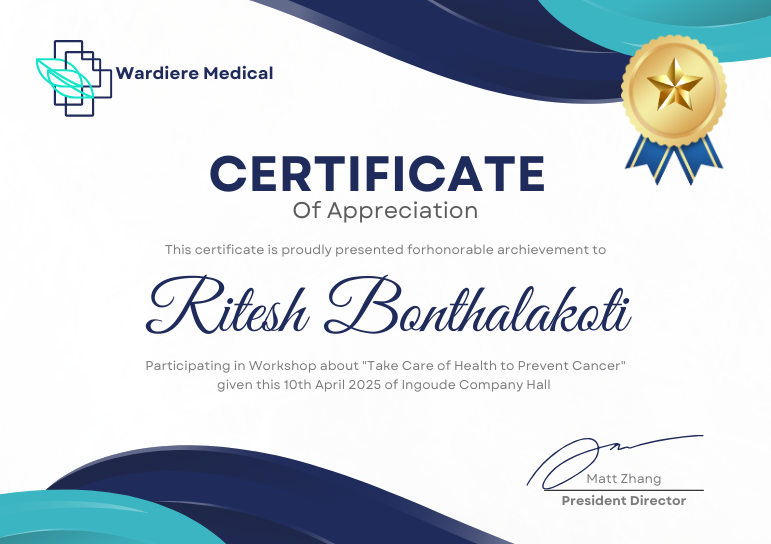 Wardiere Medical
CERTIFICATE
Of Appreciation
This certificate is proudly presented forhonorable archievement to
Ritesh Bonthalakoti
Participating in Workshop about "Take Care of Health to Prevent Cancer"
given this 10th April 2025 of Ingoude Company Hall
Matt Zhang
President Director